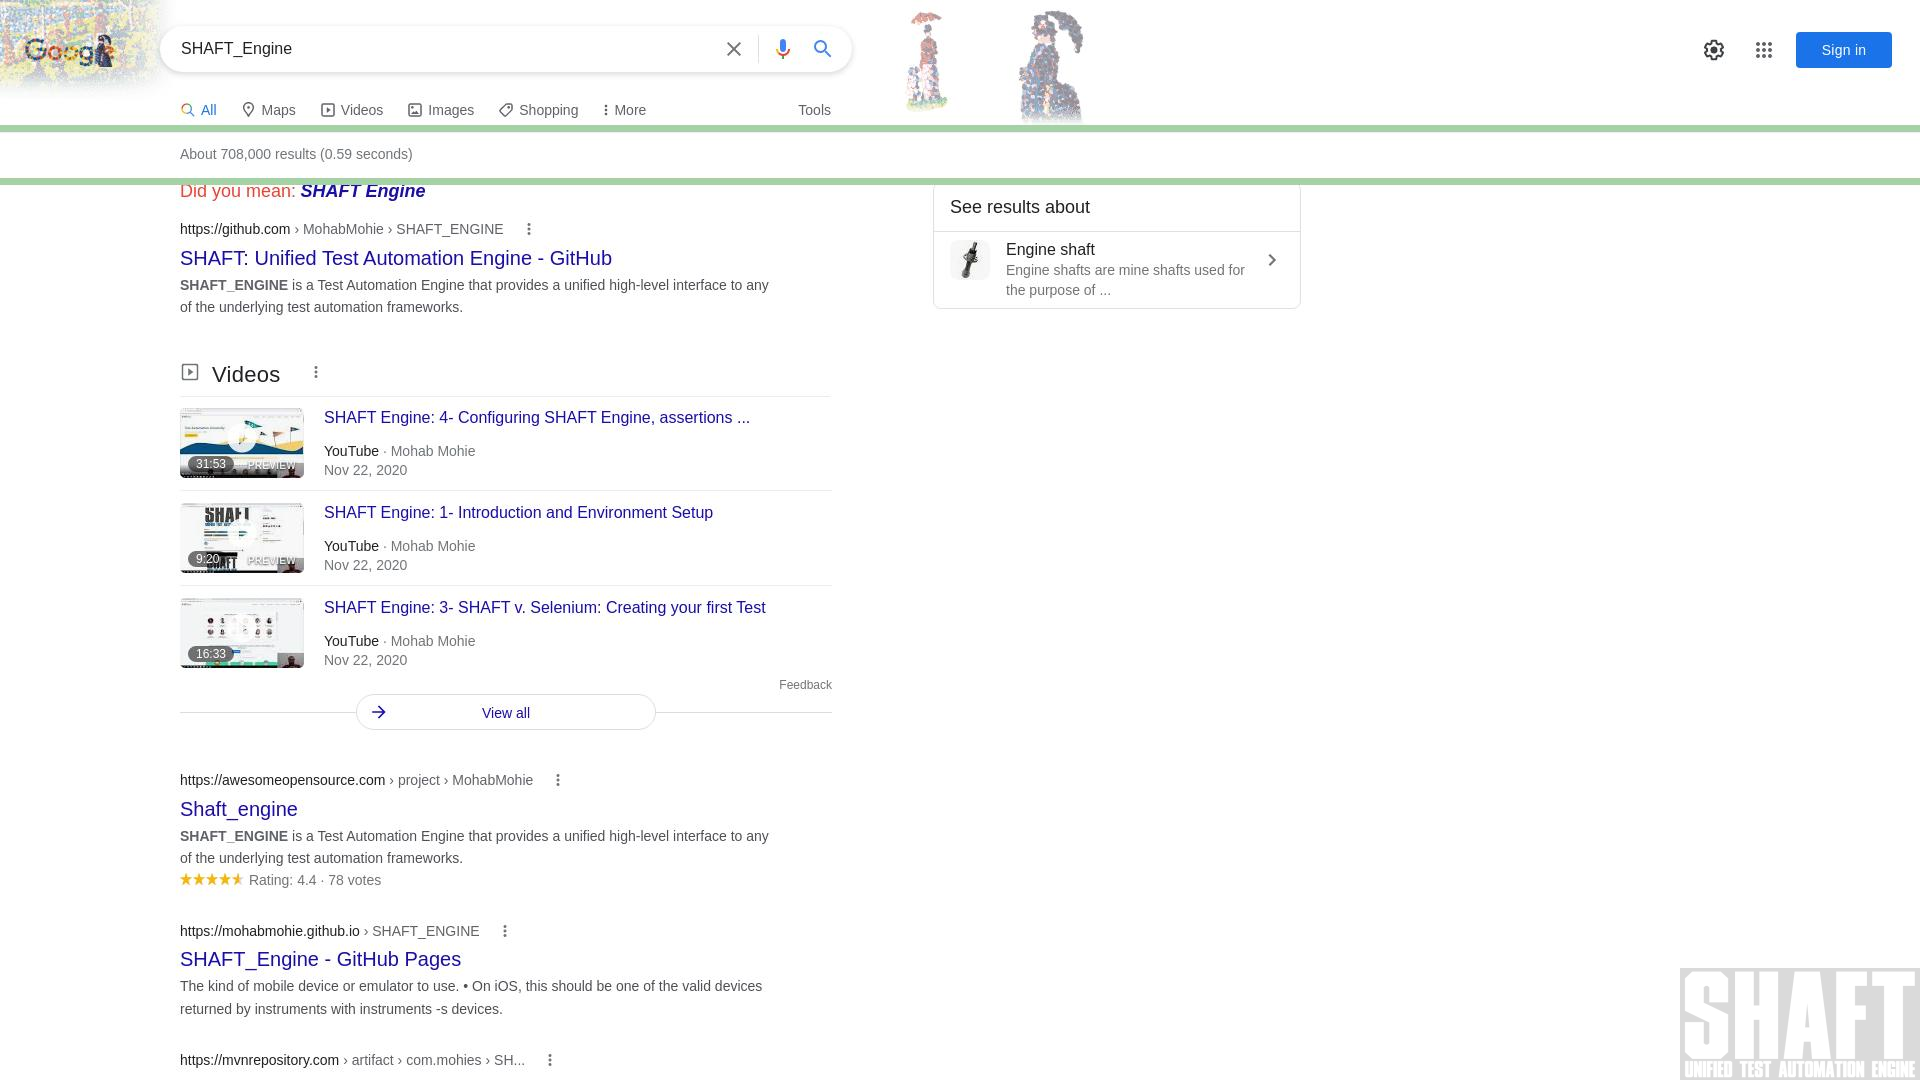 Google
SHAFT_Engine
Sign in
All
Maps
Videos
Images
Shopping
More
Tools
About 708,000 results (0.59 seconds)
Did you mean: SHAFT Engine
See results about
Engine shaft
Engine shafts are mine shafts used for
the purpose of ...
https://github.com › MohabMohie › SHAFT_ENGINE
SHAFT: Unified Test Automation Engine - GitHub
SHAFT_ENGINE is a Test Automation Engine that provides a unified high-level interface to any
of the underlying test automation frameworks.
Videos
31:53
PREVIEW
SHAFT Engine: 4- Configuring SHAFT Engine, assertions ...
YouTube · Mohab Mohie
Nov 22, 2020
SHAFT
9:20
PREVIEW
SHAFT
SHAFT Engine: 1- Introduction and Environment Setup
YouTube · Mohab Mohie
Nov 22, 2020
16:33
SHAFT Engine: 3- SHAFT v. Selenium: Creating your first Test
YouTube · Mohab Mohie
Nov 22, 2020
Feedback
View all
https://awesomeopensource.com › project › MohabMohie
Shaft_engine
SHAFT_ENGINE is a Test Automation Engine that provides a unified high-level interface to any
of the underlying test automation frameworks.
Rating: 4.4 · 78 votes
https://mohabmohie.github.io › SHAFT_ENGINE
SHAFT_Engine - GitHub Pages
The kind of mobile device or emulator to use. • On iOS, this should be one of the valid devices
returned by instruments with instruments -s devices.
https://mvnrepository.com › artifact › com.mohies › SH...
SHAFT
UNIFIED TEST AUTOMATION ENGINE